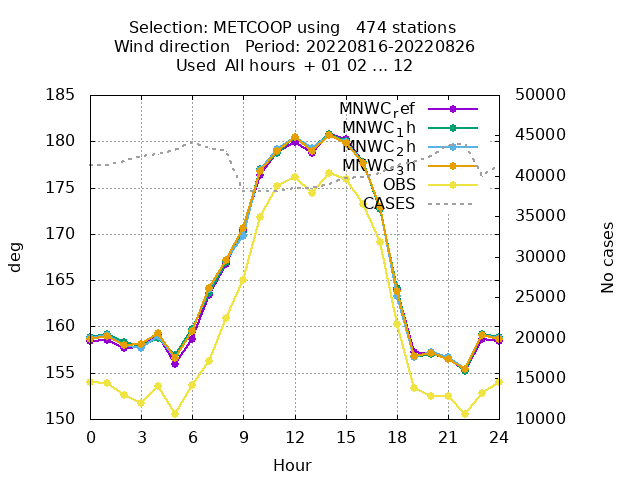 Selection: METCOOP using   474 stations
Wind direction   Period: 20220816-20220826
Used  All hours  + 01 02 ... 12
185 50000
180 45000
175 40000
170 35000
165 30000
160 25000
155 20000
150 15000
10000
MNWC_ref
MNWC_1h
MNWC_2h
MNWC_3h
OBS
CASES
deg
No cases
0 3 6 9 12 15 18 21 24
Hour